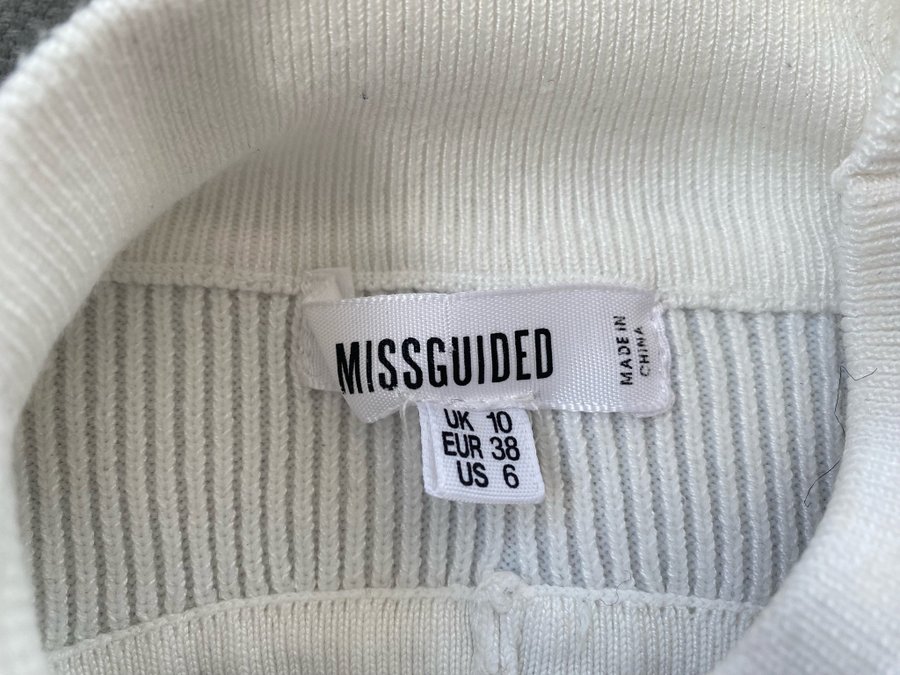 MISSGUIDED
MADE IN
CHINA
UK 10
EUR 38
US 6